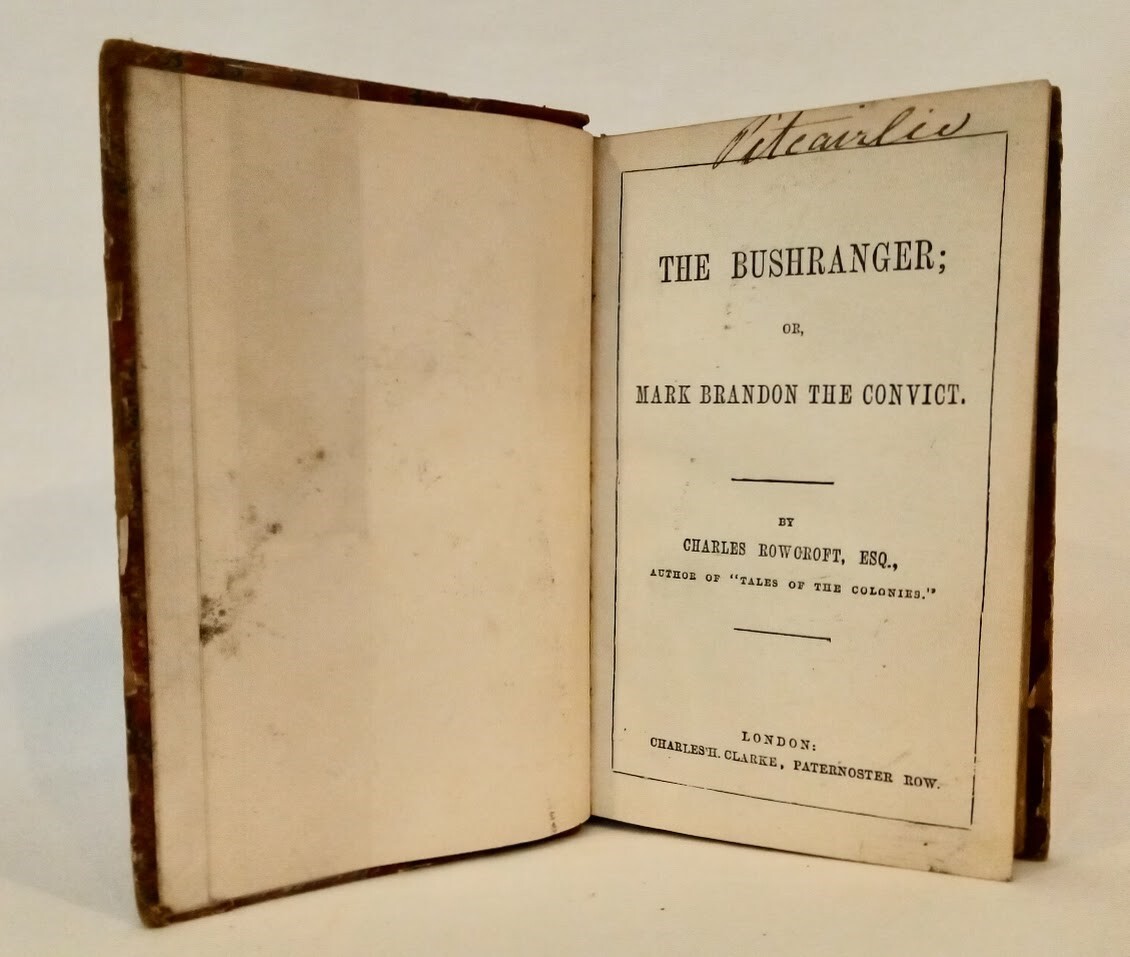 Pitcairlie
THE BUSHRANGER;
OR,
MARK BRANDON THE CONVICT.
BY
CHARLES ROWCROFT, ESQ.,
AUTHOR OF "TALES OF THE COLONIES."
LONDON:
CHARLES H. CLARKE, PATERNOSTER ROW.